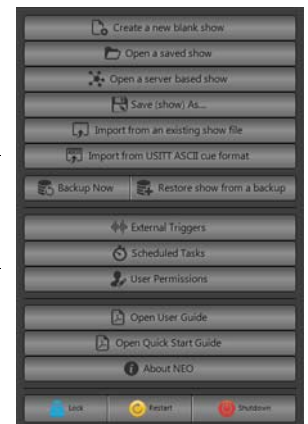 Create a new blank show
Open a saved show
Open a server based show
Save (show) As...
Import from an existing show file
Import from USITT ASCII cue format
Backup Now Restore show from a backup
External Triggers
Scheduled Tasks
User Permissions
Open User Guide
Open Quick Start Guide
About NEO
Lock Restart Shutdown